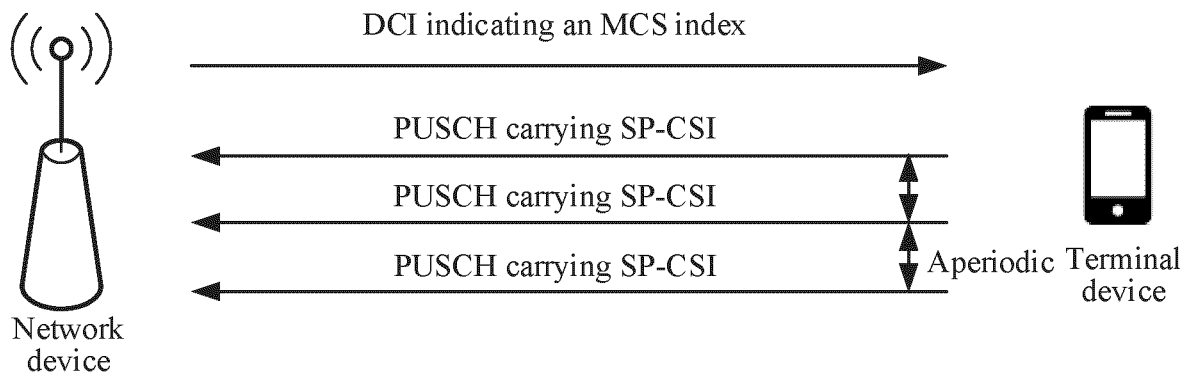 DCI indicating an MCS index
PUSCH carrying SP-CSI
PUSCH carrying SP-CSI
PUSCH carrying SP-CSI
Aperiodic
Terminal
device
Network
device